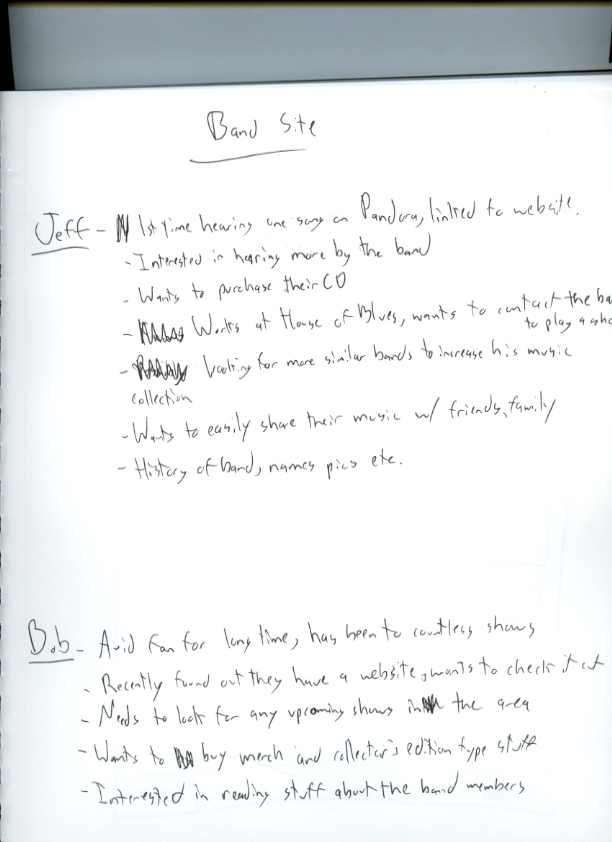 Band Site
Jeff - 1st time hearing one song on Pandora, linked to website.
- Interested in hearing more by the band
- Wants to purchase their CD
- Works at House of Blues, wants to contact the ba
to play a sho
- Looking for more similar bands to increase his music
collection
- Wants to easily share their music w/ friends, family
- History of band, names pics etc.
Bob - Avid fan for long time, has been to countless shows
- Recently found out they have a website, wants to check it out
- Needs to look for any upcoming shows in the area
- Wants to buy merch and collector's edition type stuff
- Interested in reading stuff about the band members